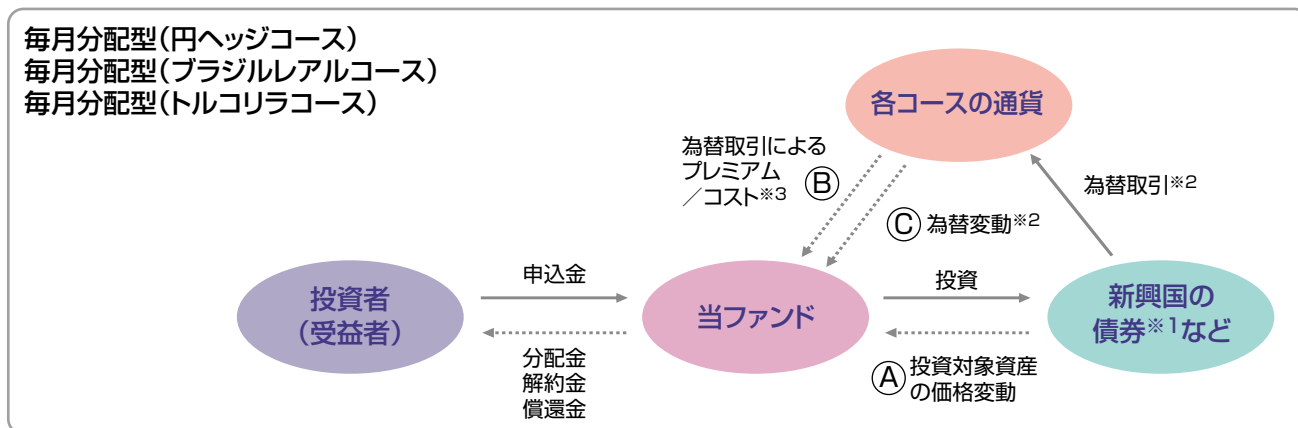 毎月分配型(円ヘッジコース)
毎月分配型(ブラジルレアルコース)
毎月分配型(トルコリラコース)
各コースの通貨
為替取引による
プレミアム
/コスト※3
Ⓑ
為替取引※2
Ⓒ 為替変動※2
申込金
投資
投資者
(受益者)
当ファンド
新興国の
債券※1など
分配金
解約金
償還金
Ⓐ 投資対象資産
の価格変動